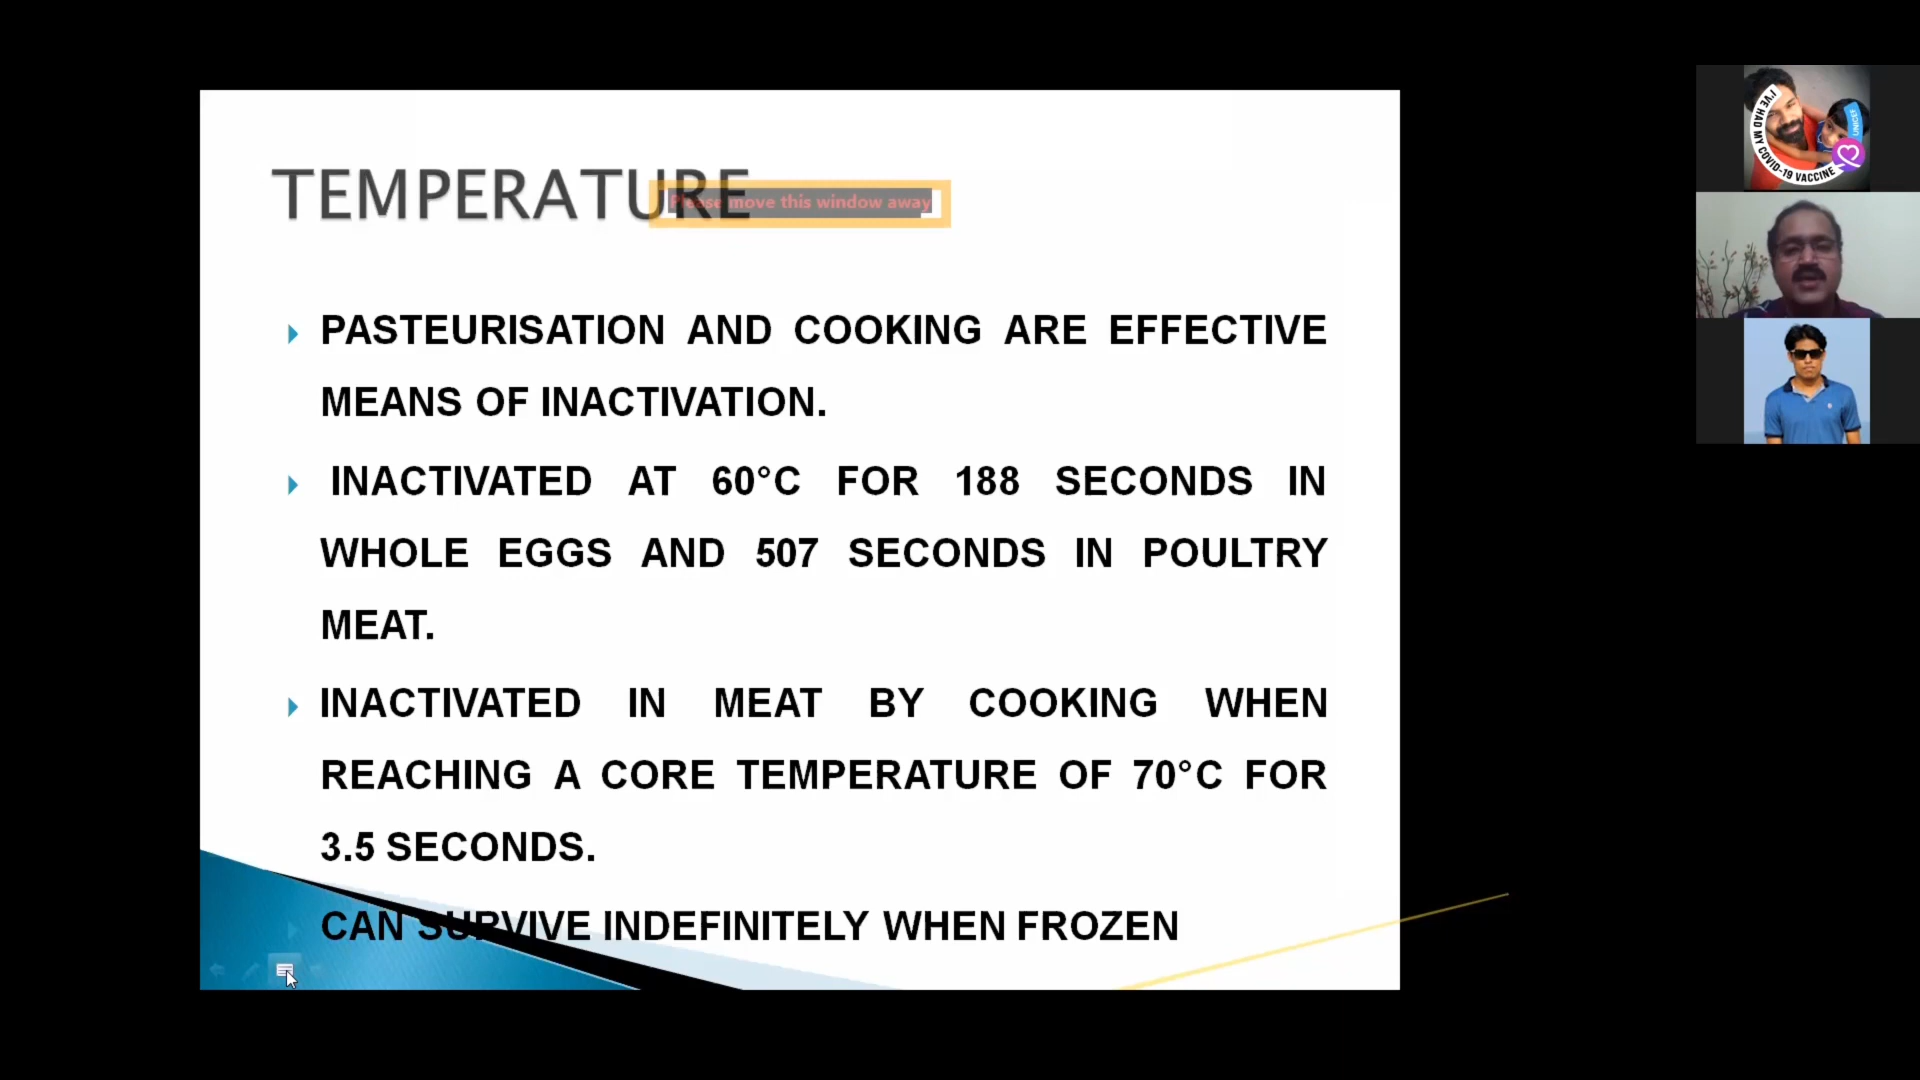 TEMPERATURE
Please move this window away
PASTEURISATION AND COOKING ARE EFFECTIVE
MEANS OF INACTIVATION.
INACTIVATED AT 60°C FOR 188 SECONDS IN
WHOLE EGGS AND 507 SECONDS IN POULTRY
MEAT.
INACTIVATED IN MEAT BY COOKING WHEN
REACHING A CORE TEMPERATURE OF 70°C FOR
3.5 SECONDS.
CAN SURVIVE INDEFINITELY WHEN FROZEN
I'VE HAD MY COVID-19 VACCINE
UNICEF